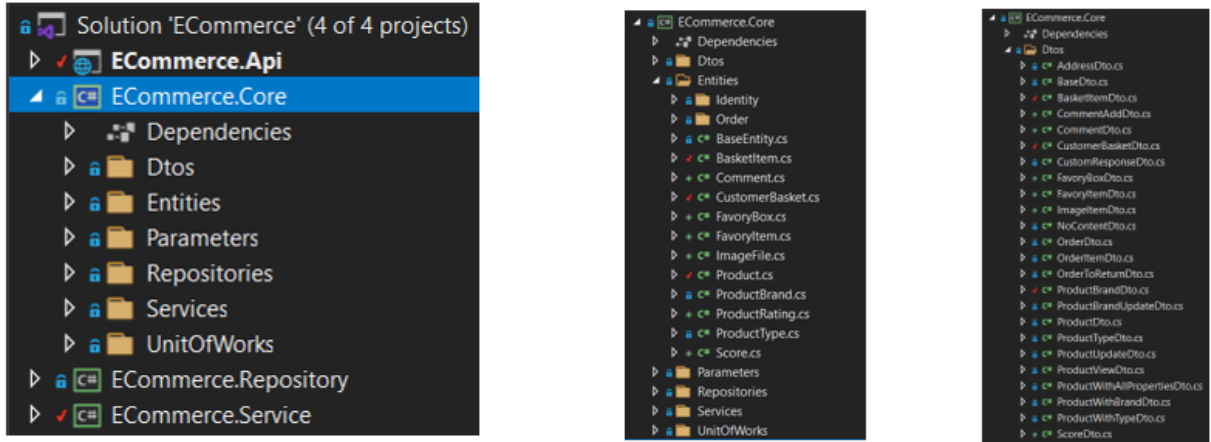 Solution 'ECommerce' (4 of 4 projects)
ECommerce.Api
C# ECommerce.Core
Dependencies
Dtos
Entities
Parameters
Repositories
Services
UnitOfWorks
C# ECommerce.Repository
C# ECommerce.Service
C# ECommerce.Core
Dependencies
Dtos
Entities
Identity
Order
C# BaseEntity.cs
C# BasketItem.cs
C# Comment.cs
C# CustomerBasket.cs
C# FavoryBox.cs
C# FavoryItem.cs
C# ImageFile.cs
C# Product.cs
C# ProductBrand.cs
C# ProductRating.cs
C# ProductType.cs
C# Score.cs
Parameters
Repositories
Services
UnitOfWorks
C# ECommerce.Core
Dependencies
Dtos
C# AddressDto.cs
C# BaseDto.cs
C# BasketItemDto.cs
C# CommentAddDto.cs
C# CommentDto.cs
C# CustomerBasketDto.cs
C# CustomResponseDto.cs
C# FavoryBoxDto.cs
C# FavoryItemDto.cs
C# ImageItemDto.cs
C# NoContentDto.cs
C# OrderDto.cs
C# OrderItemDto.cs
C# OrderToReturnDto.cs
C# ProductBrandDto.cs
C# ProductBrandUpdateDto.cs
C# ProductDto.cs
C# ProductTypeDto.cs
C# ProductUpdateDto.cs
C# ProductViewDto.cs
C# ProductWithAllPropertiesDto.cs
C# ProductWithBrandDto.cs
C# ProductWithTypeDto.cs
C# ScoreDto.cs